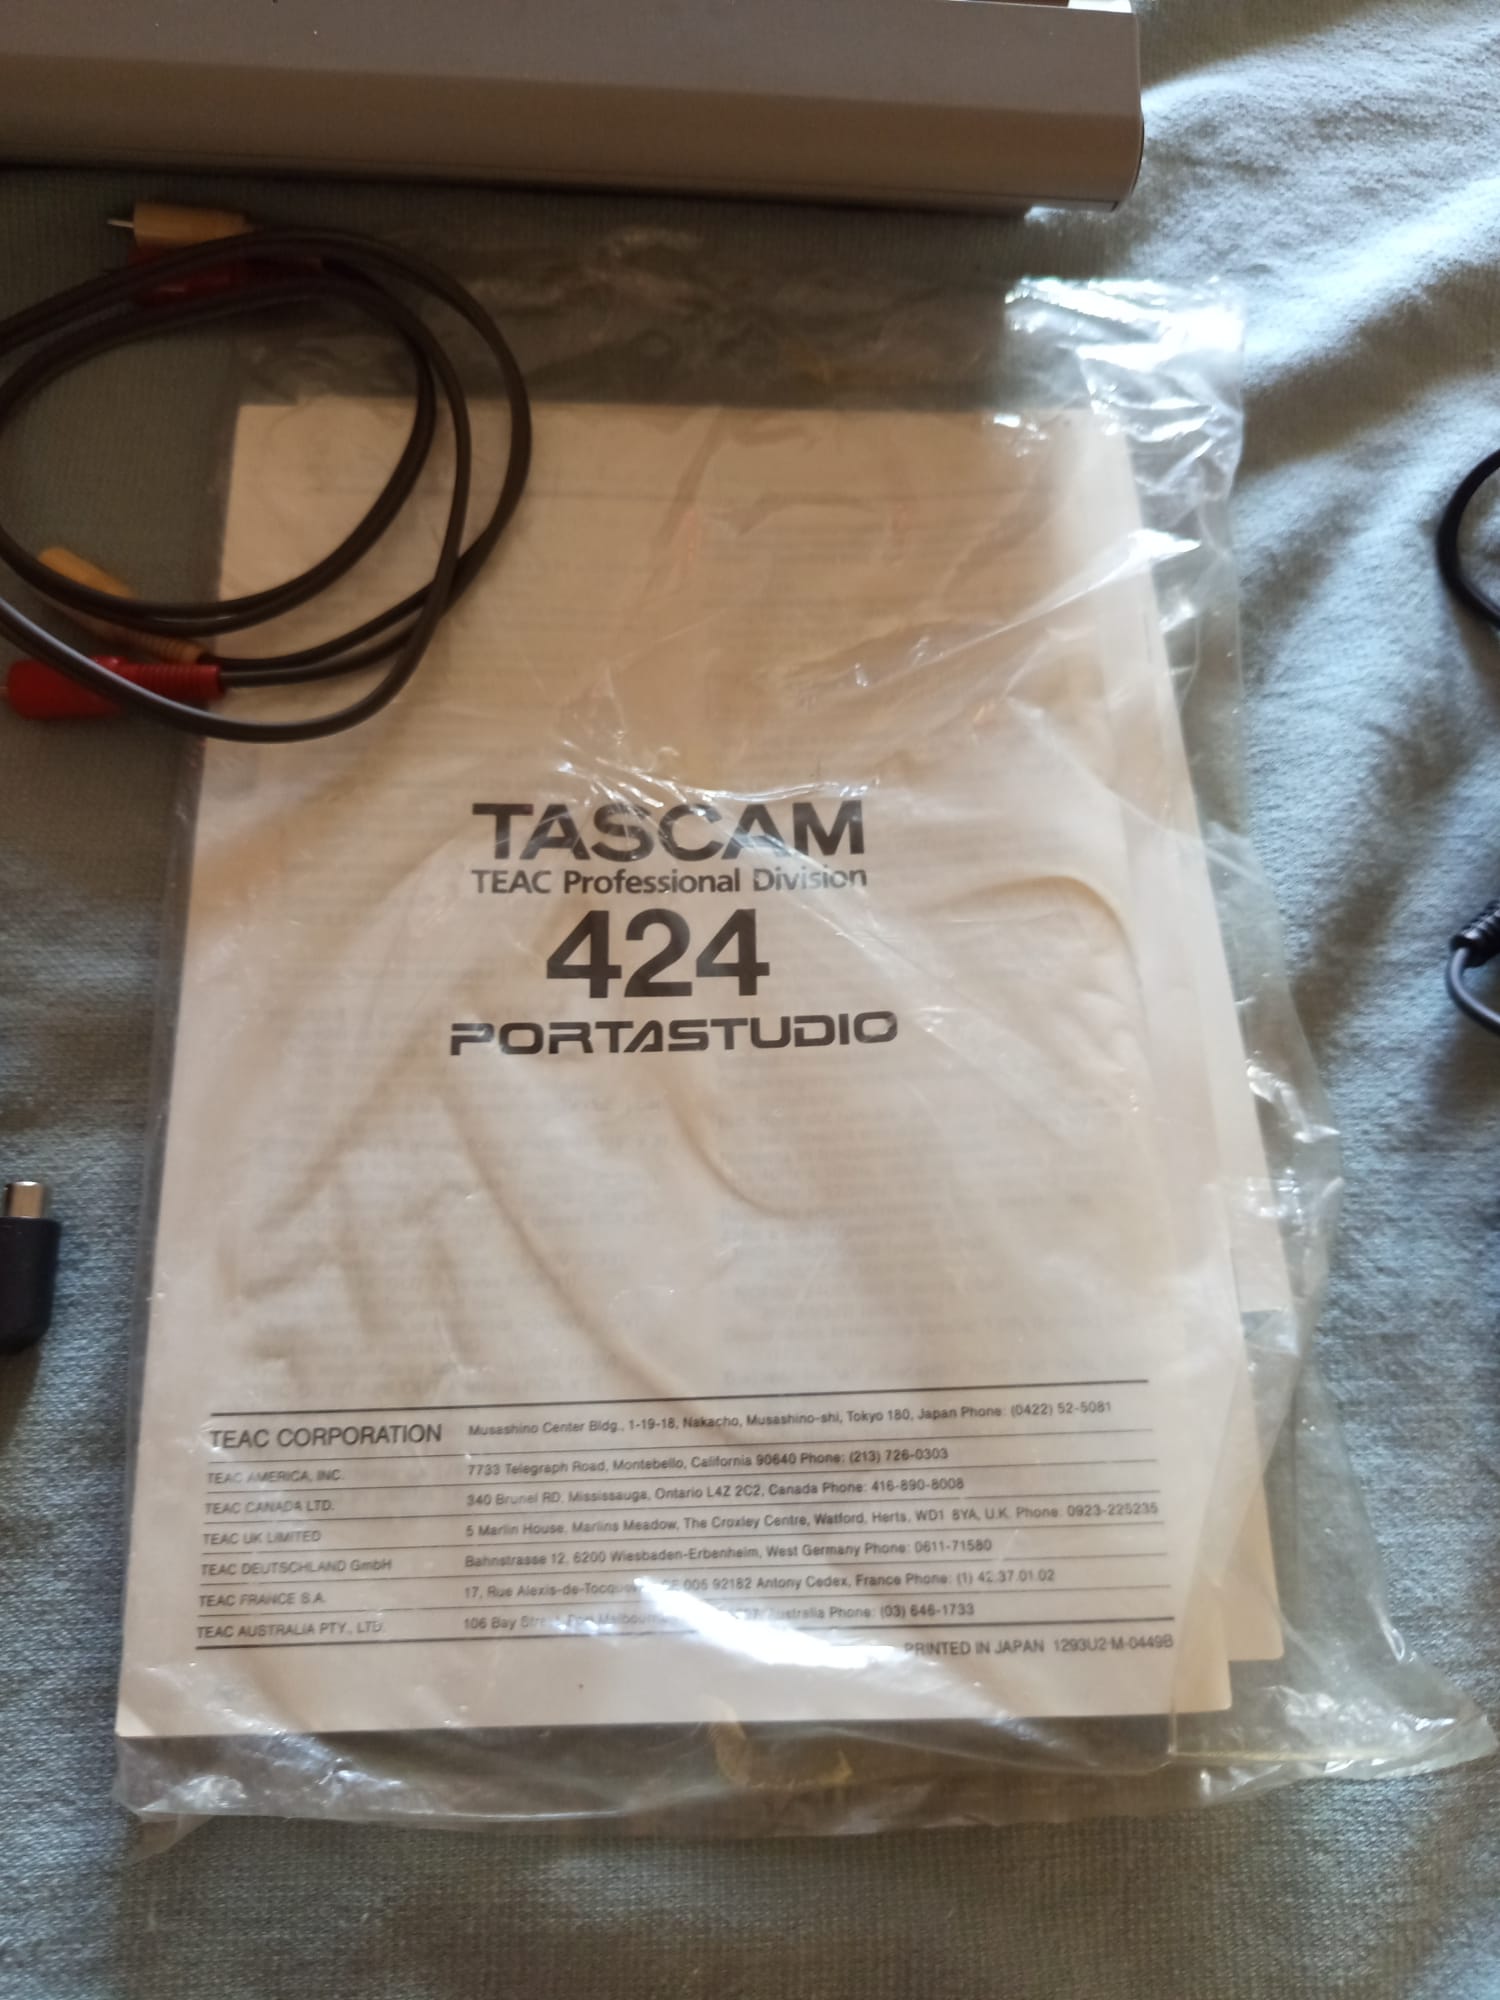 TASCAM
TEAC Professional Division
424
PORTASTUDIO
TEAC CORPORATION Musashino Center Bldg., 1-19-18, Nakacho, Musashino-shi, Tokyo 180, Japan Phone: (0422) 52-5081
TEAC AMERICA, INC. 7733 Telegraph Road, Montebello, California 90640 Phone: (213) 726-0303
TEAC CANADA LTD. 340 Brunel RD. Mississauga, Ontario L4Z 2C2, Canada Phone: 416-890-8008
TEAC UK LIMITED 5 Marlin House, Marlins Meadow, The Croxley Centre, Watford, Herts, WD1 8YA, U.K. Phone: 0923-225235
TEAC DEUTSCHLAND GmbH Bahnstrasse 12, 6200 Wiesbaden-Erbenheim, West Germany Phone: 0611-71580
TEAC FRANCE S.A. 17, Rue 005 92182 Antony Cedex, France Phone: (1) 42.37.01.02
TEAC AUSTRALIA PTY., LTD. 106 Bay Phone: (03) 646-1733
PRINTED IN JAPAN 1293U2-M-0449B